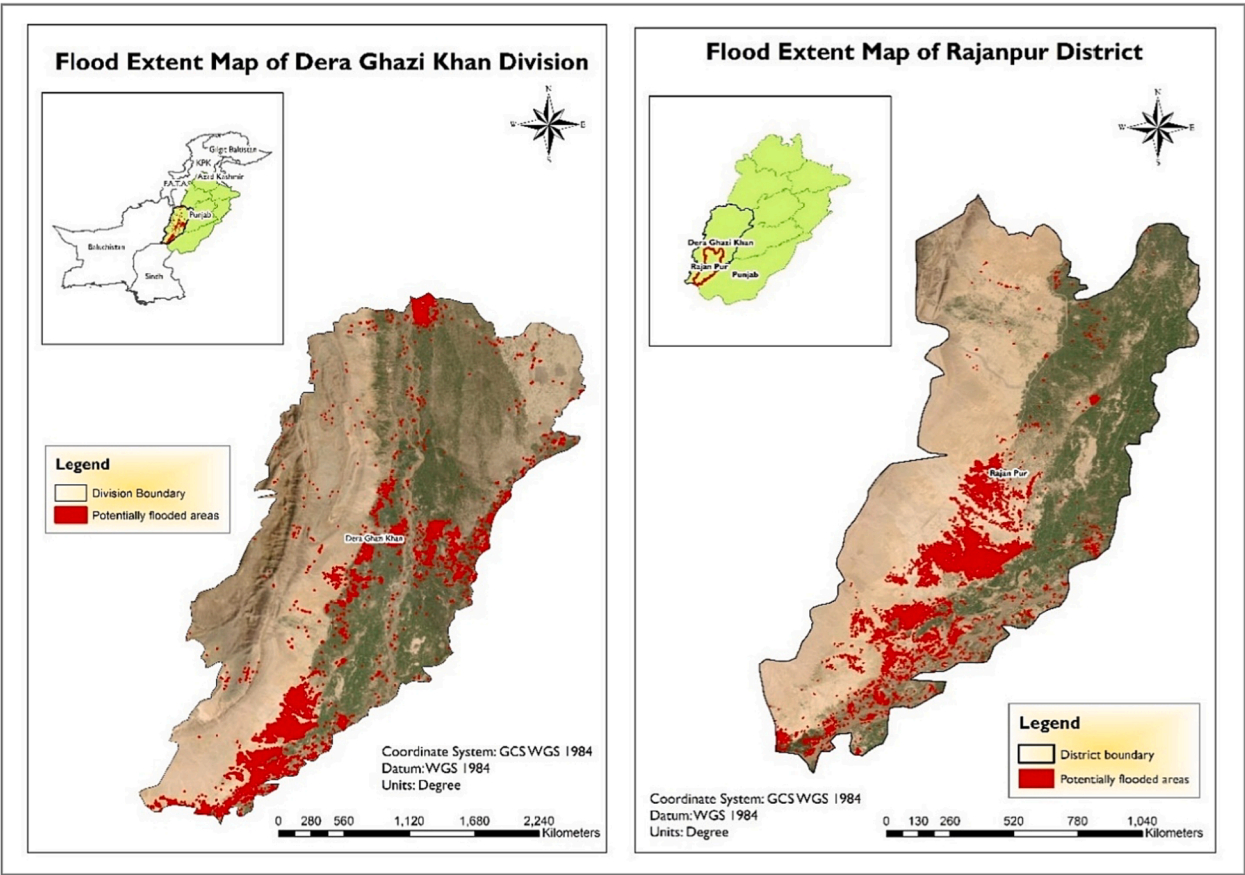 Flood Extent Map of Dera Ghazi Khan Division
N
W E
S
Gilgit Baltistan
KPK
Azad Kashmir
F.A.T.A
Punjab
Baluchistan
Sindh
Legend
Division Boundary
Potentially flooded areas
Dera Ghazi Khan
Coordinate System: GCS WGS 1984
Datum: WGS 1984
Units: Degree
0 280 560 1,120 1,680 2,240
Kilometers
Flood Extent Map of Rajanpur District
N
W E
S
Dera Ghazi Khan
Rajan Pur
Punjab
Rajan Pur
Legend
District boundary
Potentially flooded areas
Coordinate System: GCS WGS 1984
Datum: WGS 1984
Units: Degree
0 130 260 520 780 1,040
Kilometers